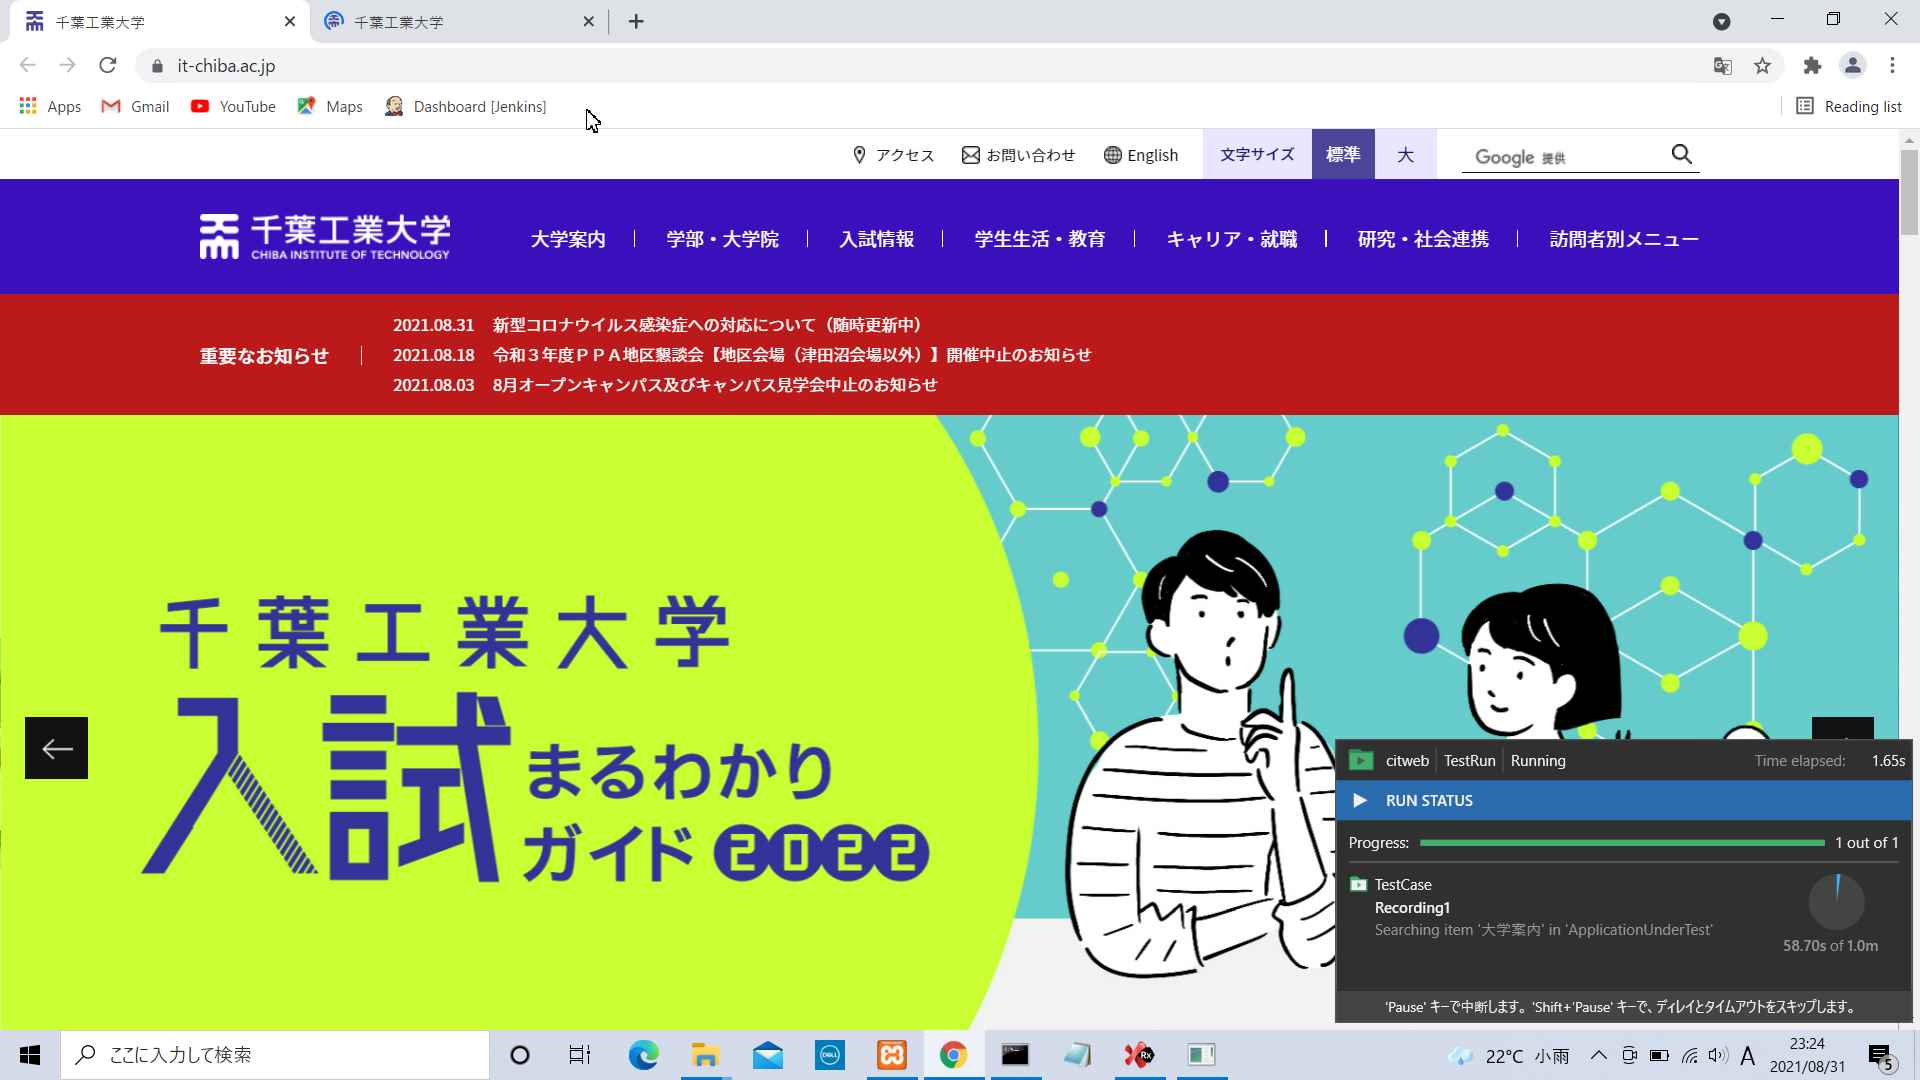 千葉工業大学
千葉工業大学
it-chiba.ac.jp
Apps
Gmail
YouTube
Maps
Dashboard [Jenkins]
Reading list
アクセス
お問い合わせ
English
文字サイズ
標準
大
Google 提供
千葉工業大学
CHIBA INSTITUTE OF TECHNOLOGY
大学案内
学部・大学院
入試情報
学生生活・教育
キャリア・就職
研究・社会連携
訪問者別メニュー
重要なお知らせ
2021.08.31 新型コロナウイルス感染症への対応について（随時更新中）
2021.08.18 令和３年度ＰＰＡ地区懇談会【地区会場（津田沼会場以外）】開催中止のお知らせ
2021.08.03 8月オープンキャンパス及びキャンパス見学会中止のお知らせ
千葉工業大学
入試まるわかり
ガイド2022
citweb TestRun Running Time elapsed: 1.65s
RUN STATUS
Progress: 1 out of 1
TestCase
Recording1
Searching item '大学案内' in 'ApplicationUnderTest'
58.70s of 1.0m
'Pause' キーで中断します。 'Shift+'Pause' キーで、ディレイとタイムアウトをスキップします。
ここに入力して検索
DELL
Rx
22°C 小雨
A
23:24
2021/08/31
5